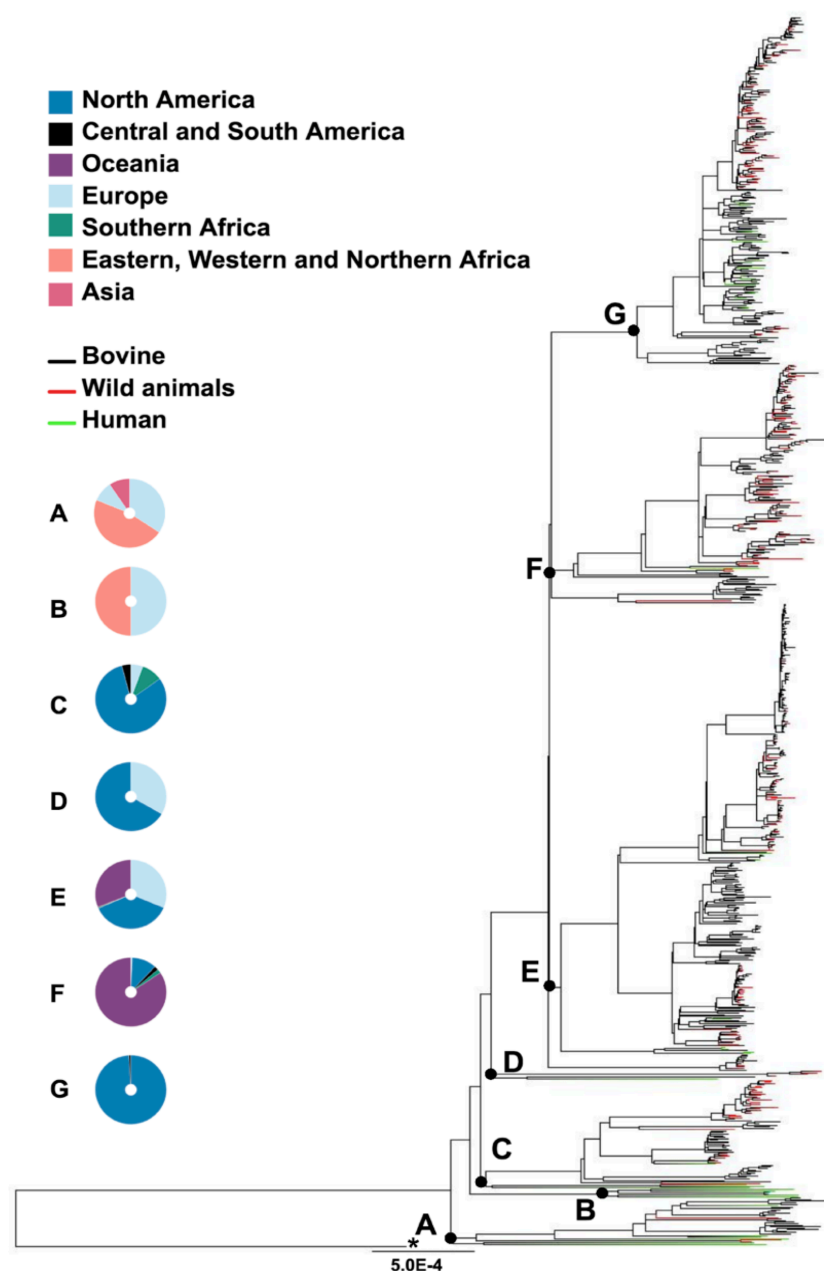 North America
Central and South America
Oceania
Europe
Southern Africa
Eastern, Western and Northern Africa
Asia
Bovine
Wild animals
Human
A
B
C
D
E
F
G
G
F
E
D
C
B
A
*
5.0E-4